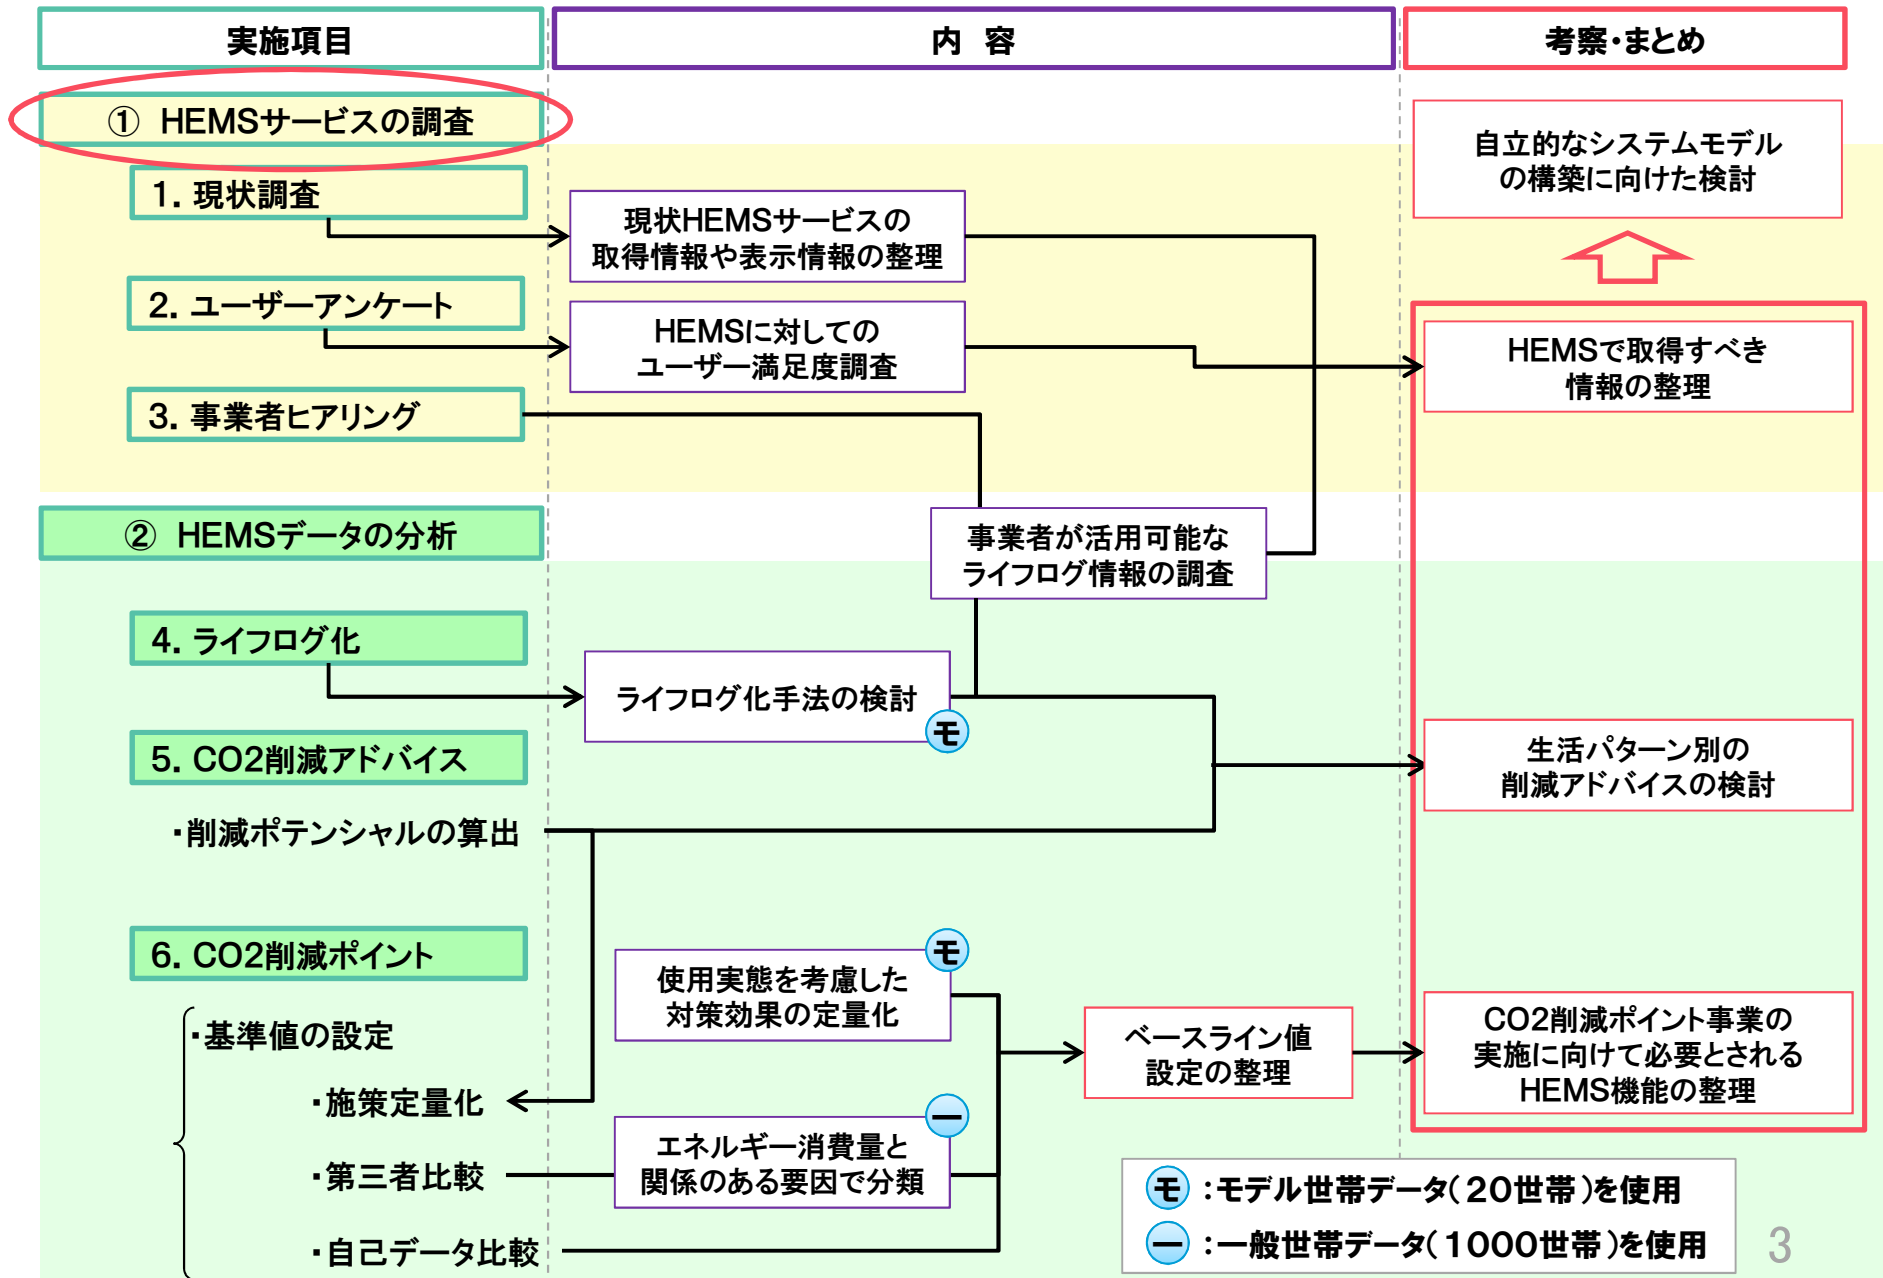 実施項目
内 容
考察・まとめ
① HEMSサービスの調査
1. 現状調査
現状HEMSサービスの
取得情報や表示情報の整理
自立的なシステムモデル
の構築に向けた検討
2. ユーザーアンケート
HEMSに対しての
ユーザー満足度調査
HEMSで取得すべき
情報の整理
3. 事業者ヒアリング
② HEMSデータの分析
事業者が活用可能な
ライフログ情報の調査
4. ライフログ化
ライフログ化手法の検討
モ
5. CO2削減アドバイス
・削減ポテンシャルの算出
生活パターン別の
削減アドバイスの検討
6. CO2削減ポイント
モ
使用実態を考慮した
対策効果の定量化
・基準値の設定
ベースライン値
設定の整理
CO2削減ポイント事業の
実施に向けて必要とされる
HEMS機能の整理
・施策定量化
一
エネルギー消費量と
関係のある要因で分類
・第三者比較
・自己データ比較
モ:モデル世帯データ(20世帯)を使用
一:一般世帯データ(1000世帯)を使用
3